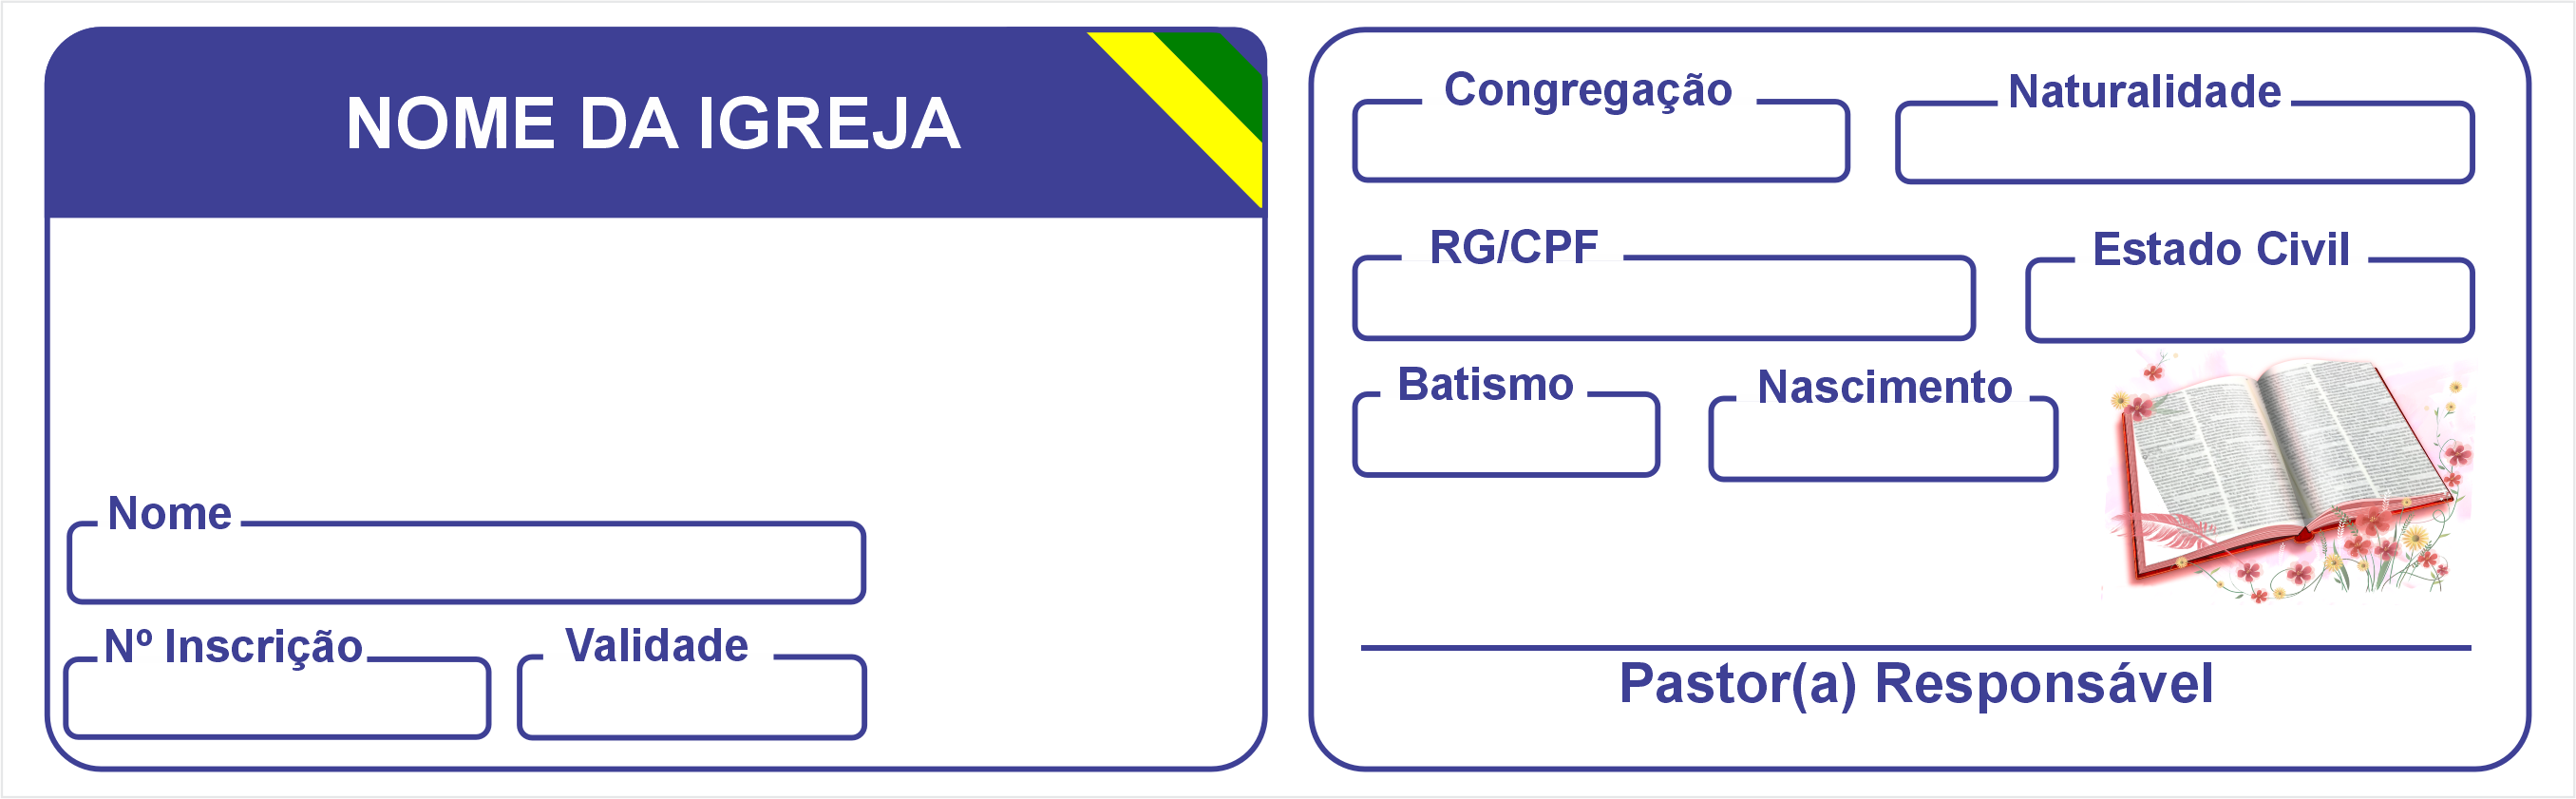 NOME DA IGREJA
Nome
Nº Inscrição
Validade
Congregação
Naturalidade
RG/CPF
Estado Civil
Batismo
Nascimento
Pastor(a) Responsável